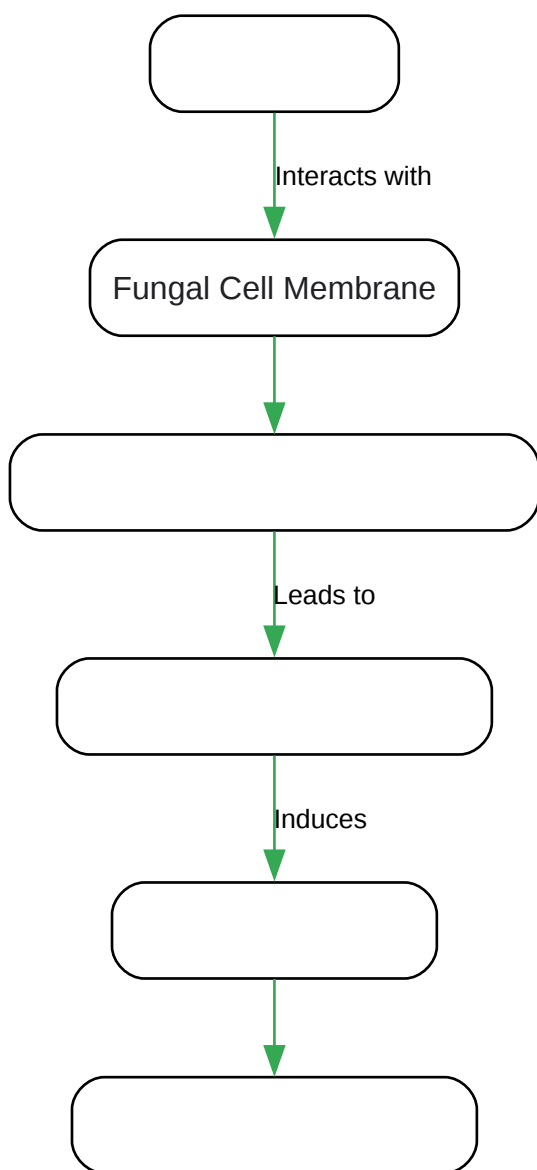 Interacts with
Fungal Cell Membrane
Leads to
Induces